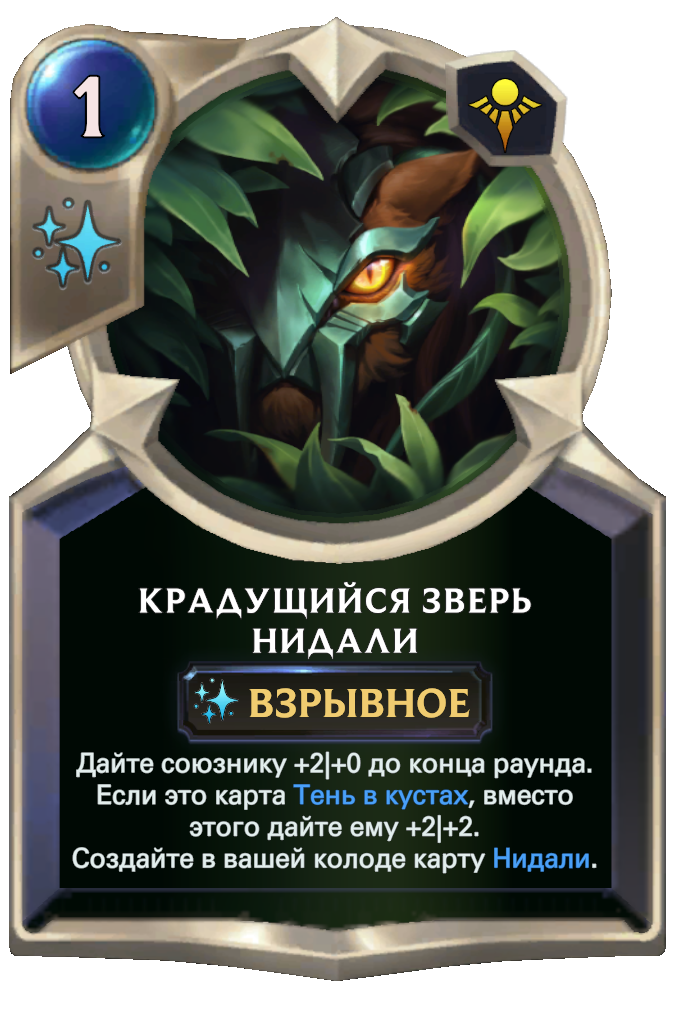 1
КРАДУЩИЙСЯ ЗВЕРЬ
НИДАЛИ
ВЗРЫВНОЕ
Дайте союзнику +2|+0 до конца раунда.
Если это карта Тень в кустах, вместо
этого дайте ему +2|+2.
Создайте в вашей колоде карту Нидали.